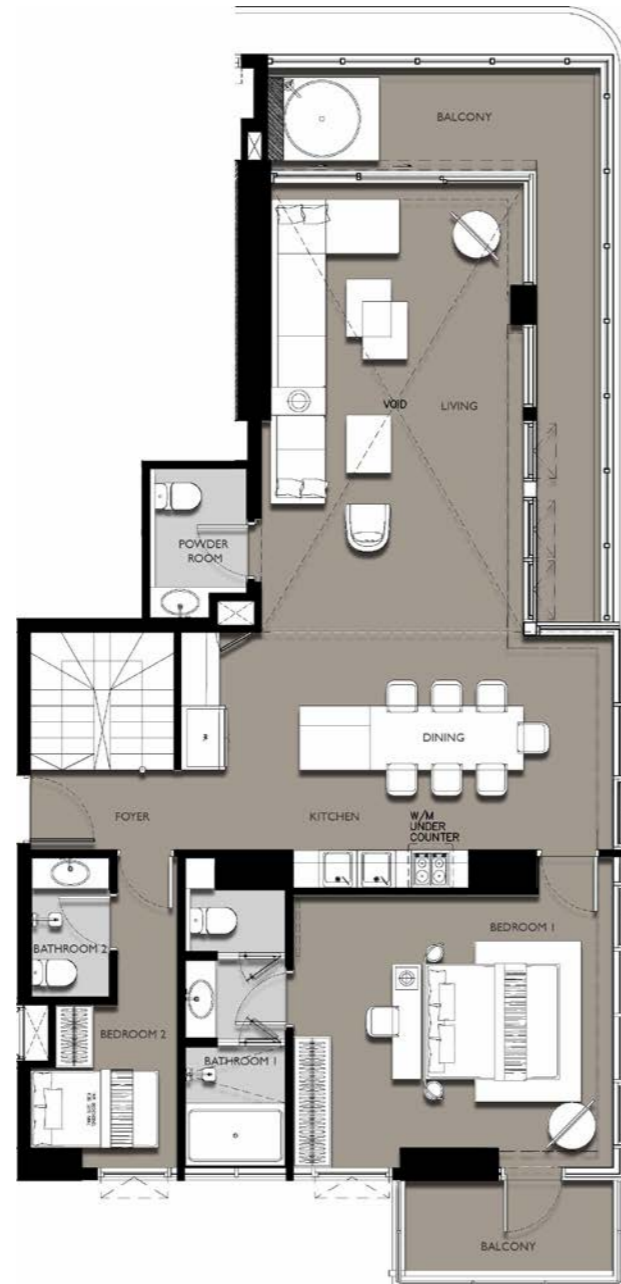 BALCONY
VOID
LIVING
POWDER
ROOM
DINING
FOYER
KITCHEN
W/M
UNDER
COUNTER
BEDROOM 1
BATHROOM 2
BEDROOM 2
BATHROOM 1
BALCONY